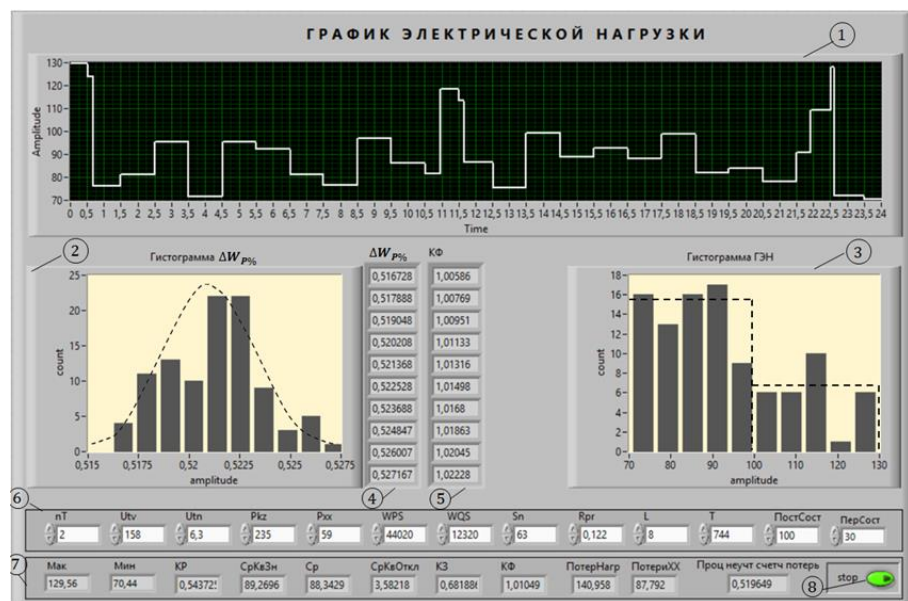 ГРАФИК ЭЛЕКТРИЧЕСКОЙ НАГРУЗКИ
1
130
120
110
100
90
80
70
Amplitude
0 0,5 1 1,5 2 2,5 3 3,5 4 4,5 5 5,5 6 6,5 7 7,5 8 8,5 9 9,5 10 10,5 11 11,5 12 12,5 13 13,5 14 14,5 15 15,5 16 16,5 17 17,5 18 18,5 19 19,5 20 20,5 21 21,5 22 22,5 23 23,5 24
Time
2
Гистограмма ΔW_P%
25
20
15
10
5
0
count
0,515 0,5175 0,52 0,5225 0,525 0,5275
amplitude
ΔW_P% КФ
0,516728 1,00586
0,517888 1,00769
0,519048 1,00951
0,520208 1,01133
0,521368 1,01316
0,522528 1,01498
0,523688 1,0168
0,524847 1,01863
0,526007 1,02045
0,527167 1,02228
4 5
Гистограмма ГЭН
3
18
16
14
12
10
8
6
4
2
0
count
70 80 90 100 110 120 130
amplitude
6
nT Utv Utn Pkz Pxx WPS WQS Sn Rpr L T ПостСост ПерСост
2 158 6,3 235 59 44020 12320 63 0,122 8 744 100 30
7
Мак Мин КР СрКвЗн Ср СрКвОткл КЗ КФ ПотерНагр ПотериХХ Проц неучт счетч потерь
129,56 70,44 0,54372 89,2696 88,3429 3,58218 0,68188 1,01049 140,958 87,792 0,519649
8
stop